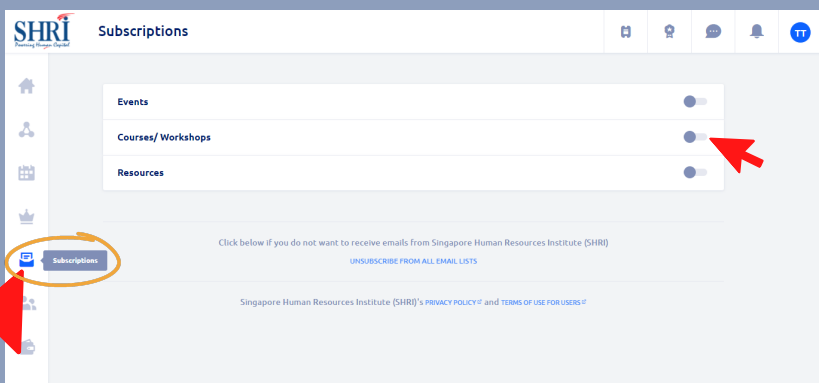 SHRI
Powering Human Capital
Subscriptions
TT
Events
Courses/ Workshops
Resources
Click below if you do not want to receive emails from Singapore Human Resources Institute (SHRI)
Subscriptions
UNSUBSCRIBE FROM ALL EMAIL LISTS
Singapore Human Resources Institute (SHRI)'s PRIVACY POLICY and TERMS OF USE FOR USERS